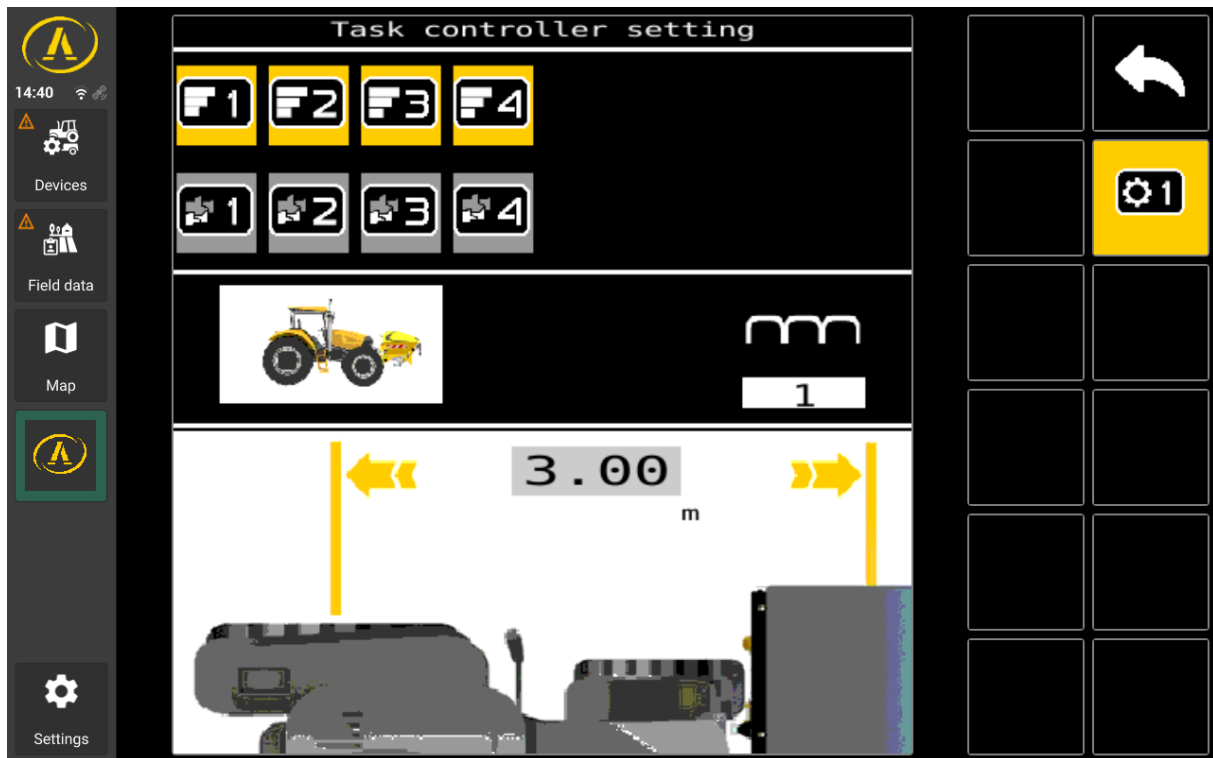 Task controller setting
14:40
1 2 3 4
Devices
1
1 2 3 4
Field data
Map
1
3.00
m
Settings